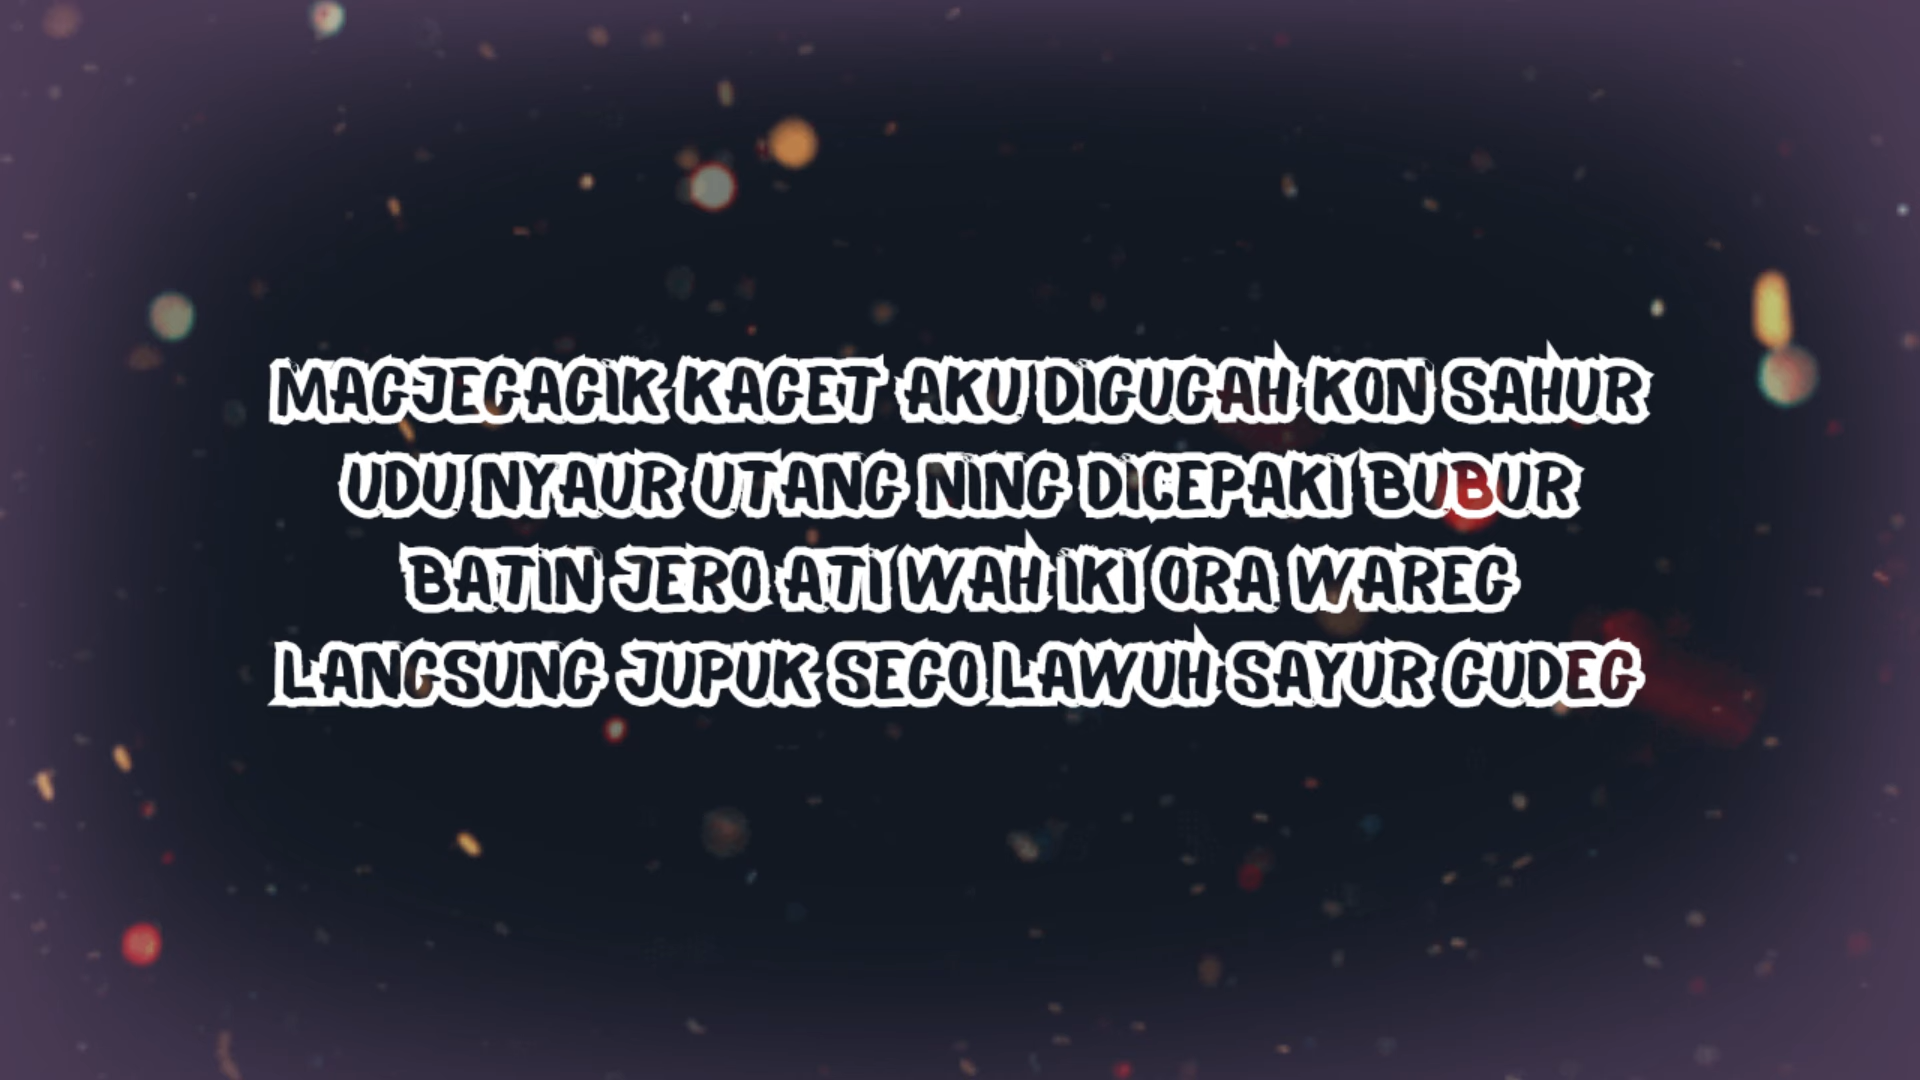 MAGJEGAGIK KAGET AKU DIGUGAH KON SAHUR
UDU NYAUR UTANG NING DICEPAKI BUBUR
BATIN JERO ATI WAH IKI ORA WAREG
LANGSUNG JUPUK SEGO LAWUH SAYUR GUDEG